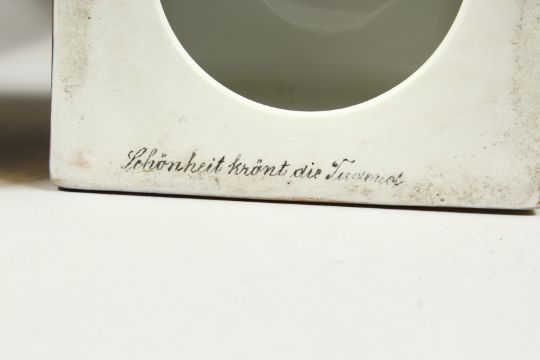 Schönheit krönt die Tugend